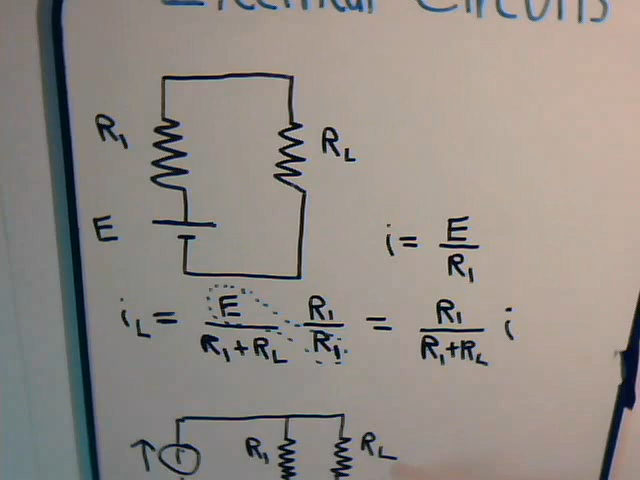 Electrical Circuits
R1
RL
E
i = E/R1
iL = E/(R1+RL) R1/R1 = R1/(R1+RL) i
R1 RL